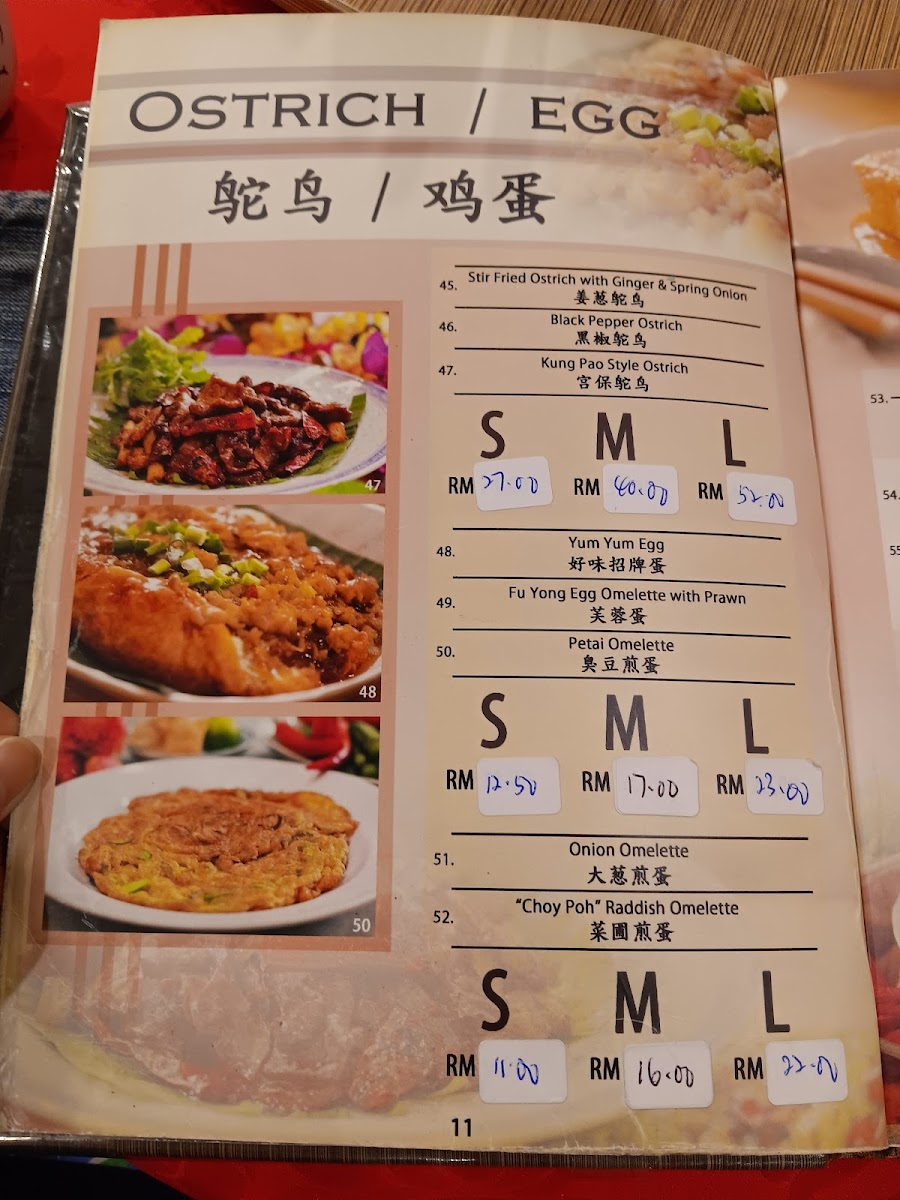 OSTRICH / EGG
鸵鸟 / 鸡蛋
45. Stir Fried Ostrich with Ginger & Spring Onion
姜葱鸵鸟
46. Black Pepper Ostrich
黑椒鸵鸟
47. Kung Pao Style Ostrich
宫保鸵鸟
S M L
RM 27.00 RM 40.00 RM 52.00
48. Yum Yum Egg
好味招牌蛋
49. Fu Yong Egg Omelette with Prawn
芙蓉蛋
50. Petai Omelette
臭豆煎蛋
S M L
RM 12.50 RM 17.00 RM 23.00
51. Onion Omelette
大葱煎蛋
52. "Choy Poh" Raddish Omelette
菜圃煎蛋
S M L
RM 11.00 RM 16.00 RM 22.00
47
48
50
11
53.
54.
55